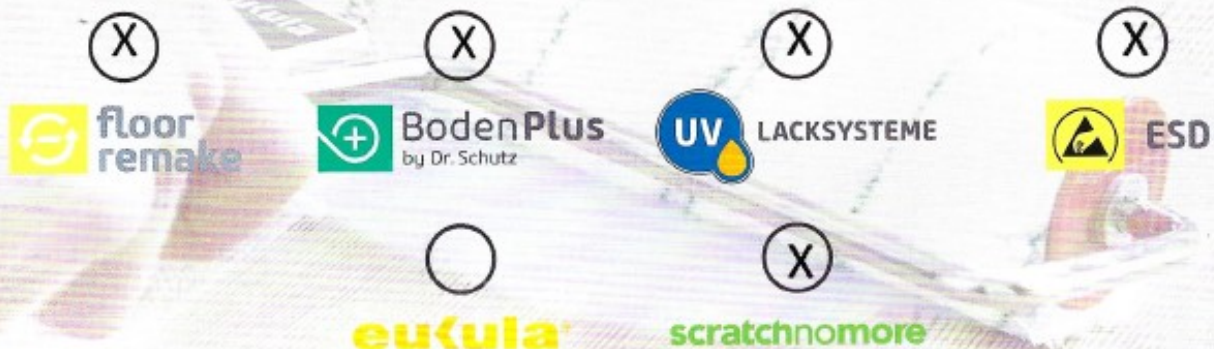 X X X X
floor
remake
BodenPlus
by Dr. Schutz
UV LACKSYSTEME
ESD
X
eukula
scratchnomore